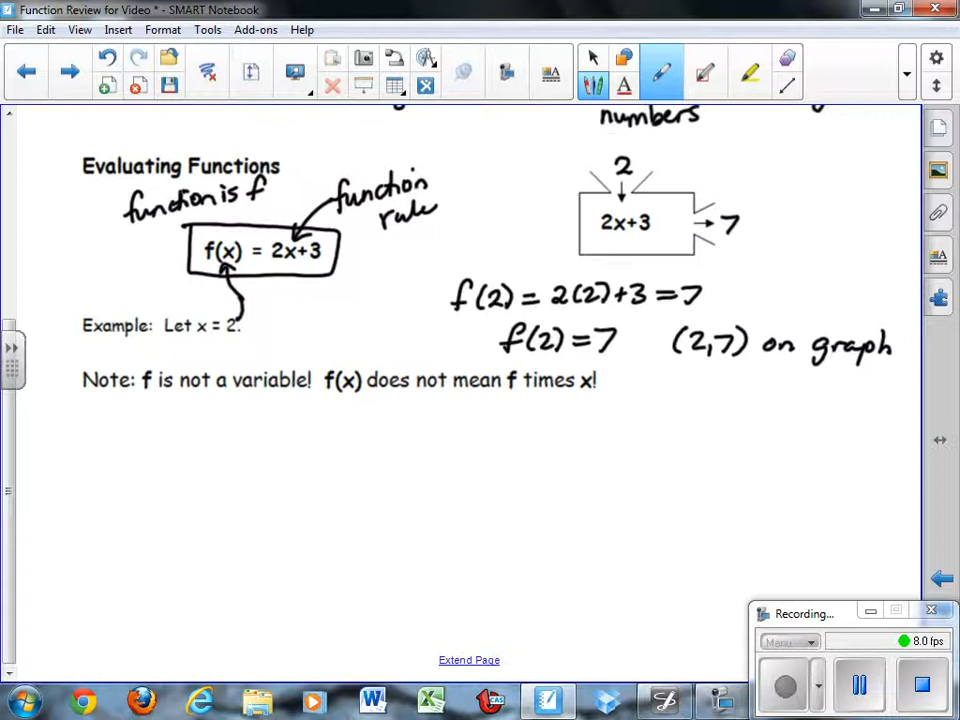 Function Review for Video * - SMART Notebook
File Edit View Insert Format Tools Add-ons Help
numbers
Evaluating Functions
function is f
function rule
f(x) = 2x+3
2
2x+3
7
f(2) = 2(2)+3 = 7
Example: Let x = 2.
f(2) = 7 (2,7) on graph
Note: f is not a variable! f(x) does not mean f times x!
Extend Page
Recording...
Menu
8.0 fps